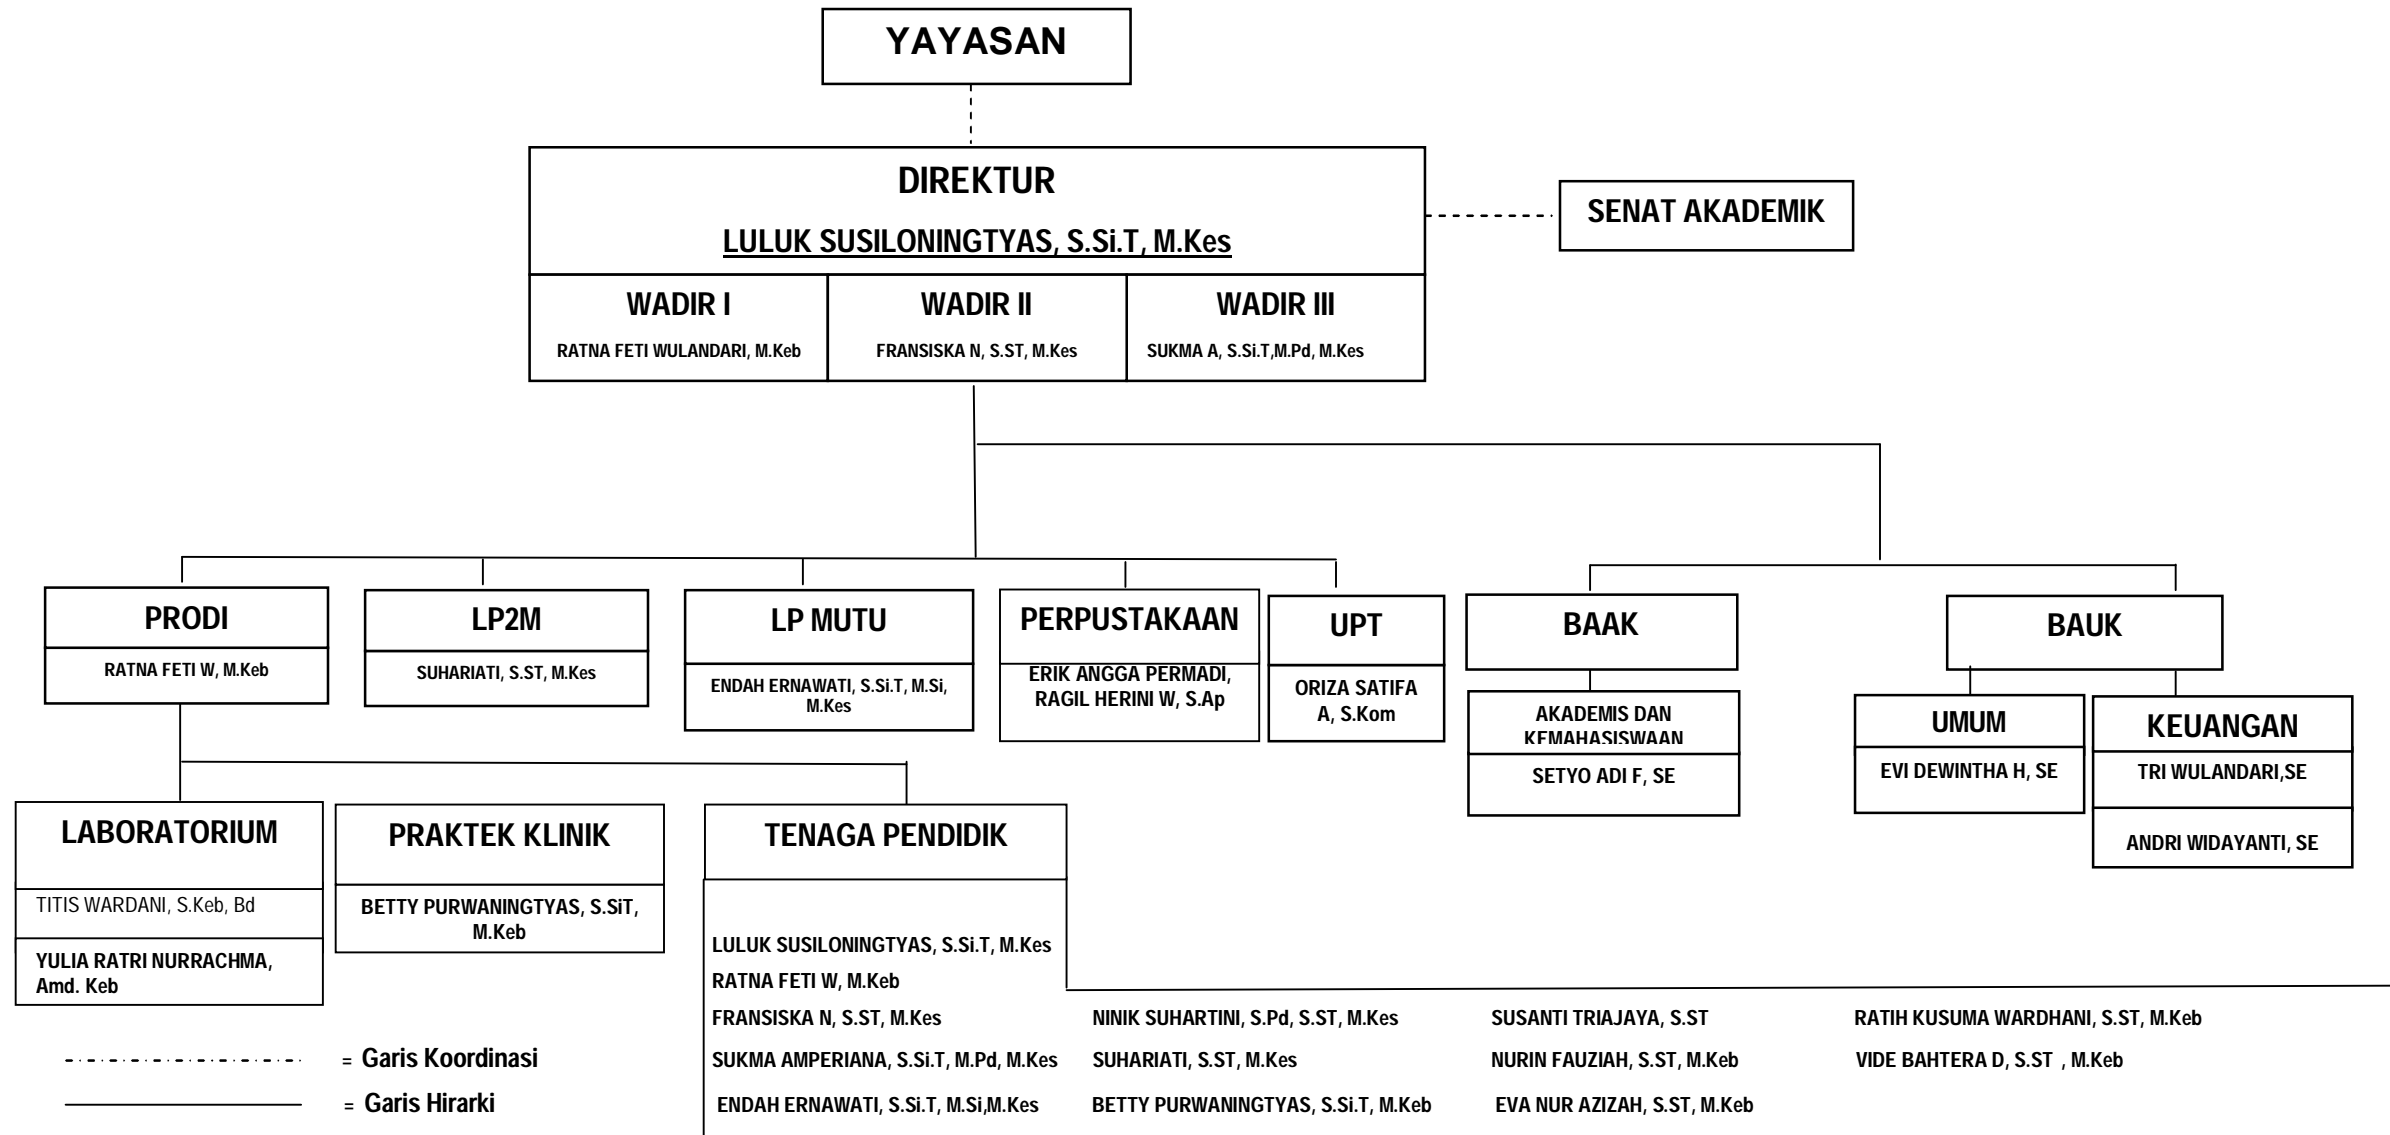 YAYASAN
DIREKTUR
LULUK SUSILONINGTYAS, S.Si.T, M.Kes
SENAT AKADEMIK
WADIR I
RATNA FETI WULANDARI, M.Keb
WADIR II
FRANSISKA N, S.ST, M.Kes
WADIR III
SUKMA A, S.Si.T,M.Pd, M.Kes
PRODI
RATNA FETI W, M.Keb
LP2M
SUHARIATI, S.ST, M.Kes
LP MUTU
ENDAH ERNAWATI, S.Si.T, M.Si,
M.Kes
PERPUSTAKAAN
ERIK ANGGA PERMADI,
RAGIL HERINI W, S.Ap
UPT
ORIZA SATIFA
A, S.Kom
BAAK
AKADEMIS DAN
KEMAHASISWAAN
SETYO ADI F, SE
BAUK
UMUM
EVI DEWINTHA H, SE
KEUANGAN
TRI WULANDARI,SE
ANDRI WIDAYANTI, SE
LABORATORIUM
TITIS WARDANI, S.Keb, Bd
YULIA RATRI NURRACHMA,
Amd. Keb
PRAKTEK KLINIK
BETTY PURWANINGTYAS, S.SiT,
M.Keb
TENAGA PENDIDIK
LULUK SUSILONINGTYAS, S.Si.T, M.Kes
RATNA FETI W, M.Keb
FRANSISKA N, S.ST, M.Kes
SUKMA AMPERIANA, S.Si.T, M.Pd, M.Kes
ENDAH ERNAWATI, S.Si.T, M.Si,M.Kes
NINIK SUHARTINI, S.Pd, S.ST, M.Kes
SUHARIATI, S.ST, M.Kes
BETTY PURWANINGTYAS, S.Si.T, M.Keb
SUSANTI TRIAJAYA, S.ST
NURIN FAUZIAH, S.ST, M.Keb
EVA NUR AZIZAH, S.ST, M.Keb
RATIH KUSUMA WARDHANI, S.ST, M.Keb
VIDE BAHTERA D, S.ST , M.Keb
= Garis Koordinasi
= Garis Hirarki